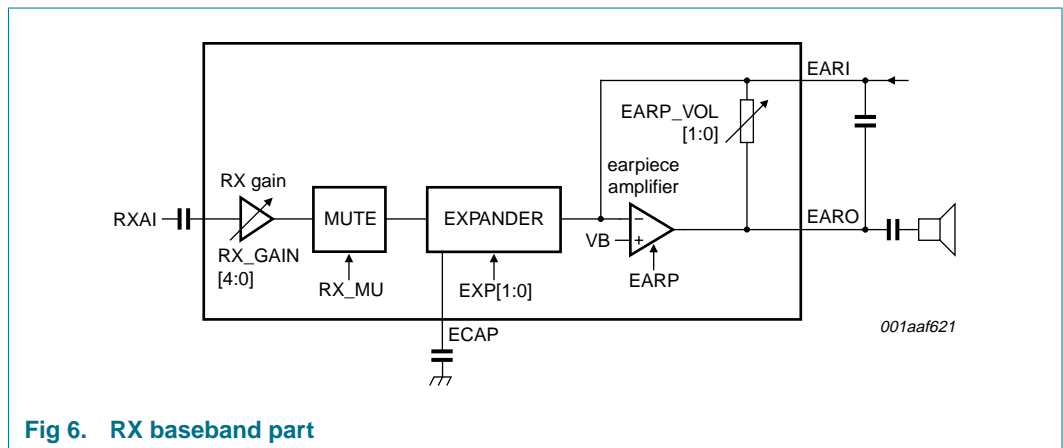 EARI
EARP_VOL
[1:0]
earpiece
amplifier
RX gain
RXAI
MUTE
EXPANDER
−
VB
+
EARO
RX_GAIN
[4:0]
RX_MU
EXP[1:0]
EARP
ECAP
001aaf621
Fig 6. RX baseband part